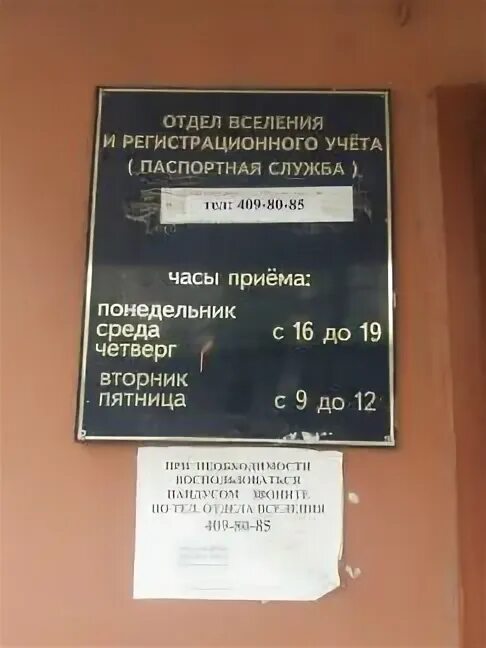 ОТДЕЛ ВСЕЛЕНИЯ
И РЕГИСТРАЦИОННОГО УЧЁТА
( ПАСПОРТНАЯ СЛУЖБА )
тел: 409-80-85
часы приёма:
понедельник
среда с 16 до 19
четверг
вторник
пятница с 9 до 12
ПРИ НЕОБХОДИМОСТИ
ВОСПОЛЬЗОВАТЬСЯ
ПАНДУСОМ ЗВОНИТЕ
ПО ТЕЛ. ОТДЕЛА ВСЕЛЕНИЯ
409-80-85